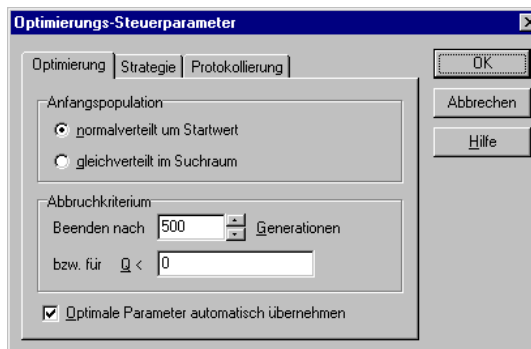 Optimierungs-Steuerparameter
Optimierung Strategie Protokollierung
Anfangspopulation
normalverteilt um Startwert
gleichverteilt im Suchraum
Abbruchkriterium
Beenden nach 500 Generationen
bzw. für Q < 0
Optimale Parameter automatisch übernehmen
OK
Abbrechen
Hilfe